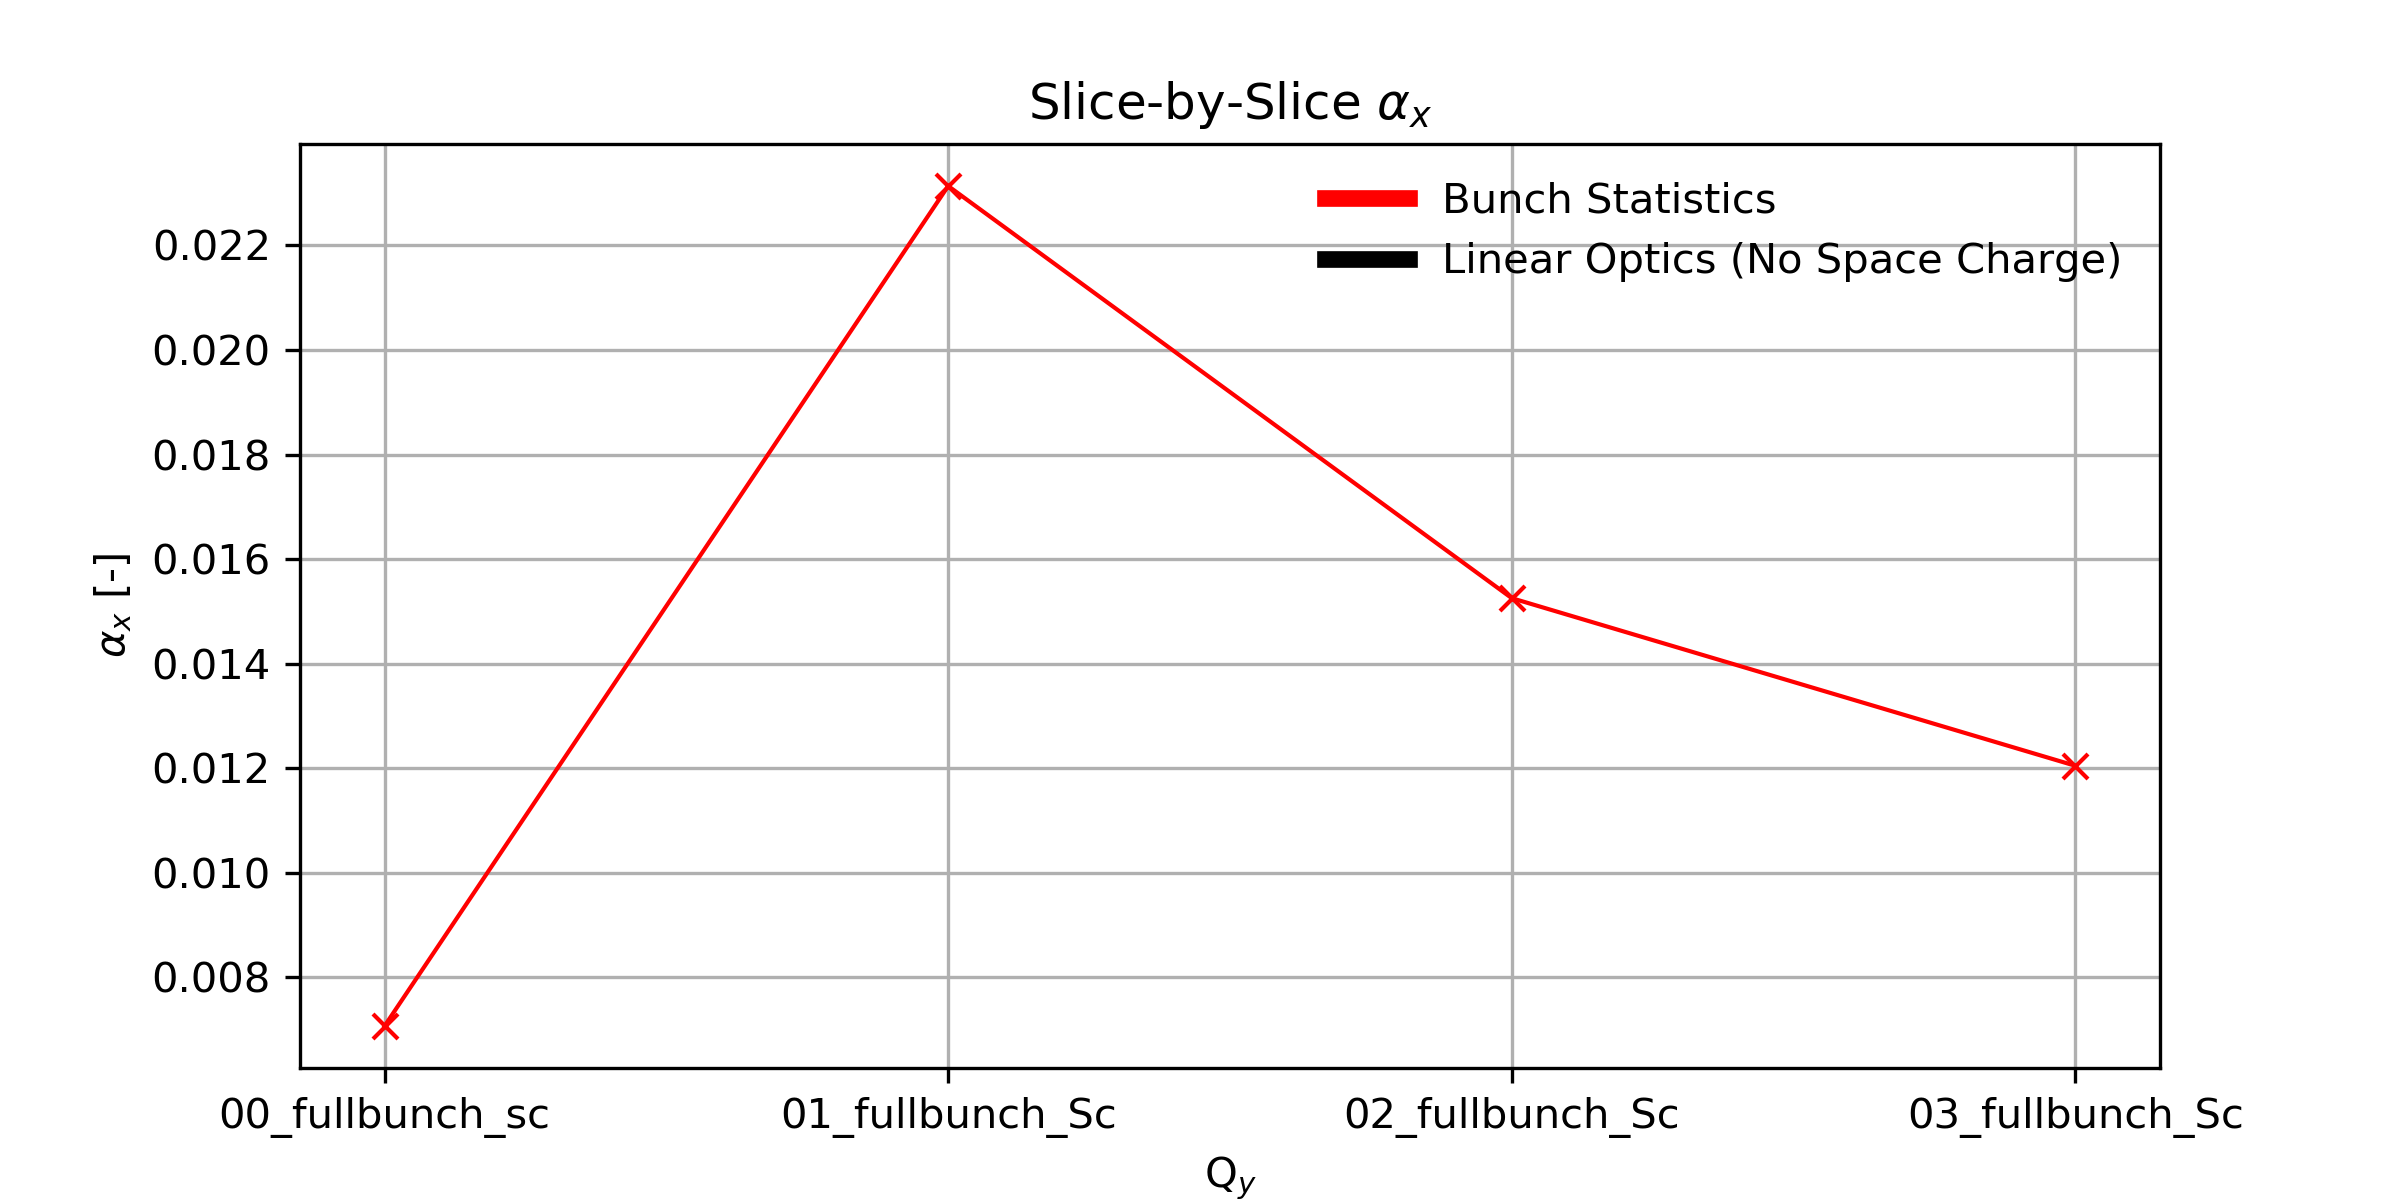 Slice-by-Slice αx
Bunch Statistics
Linear Optics (No Space Charge)
0.022
0.020
0.018
0.016
0.014
0.012
0.010
0.008
αx [-]
00_fullbunch_sc
01_fullbunch_Sc
02_fullbunch_Sc
03_fullbunch_Sc
Qy